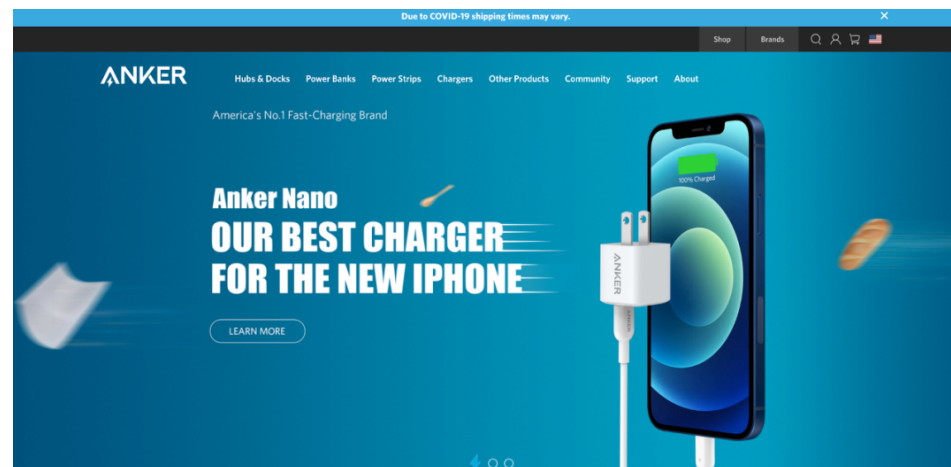 Due to COVID-19 shipping times may vary.
Shop Brands
ANKER
Hubs & Docks Power Banks Power Strips Chargers Other Products Community Support About
America's No.1 Fast-Charging Brand
100% Charged
Anker Nano
OUR BEST CHARGER
FOR THE NEW IPHONE
ANKER
LEARN MORE